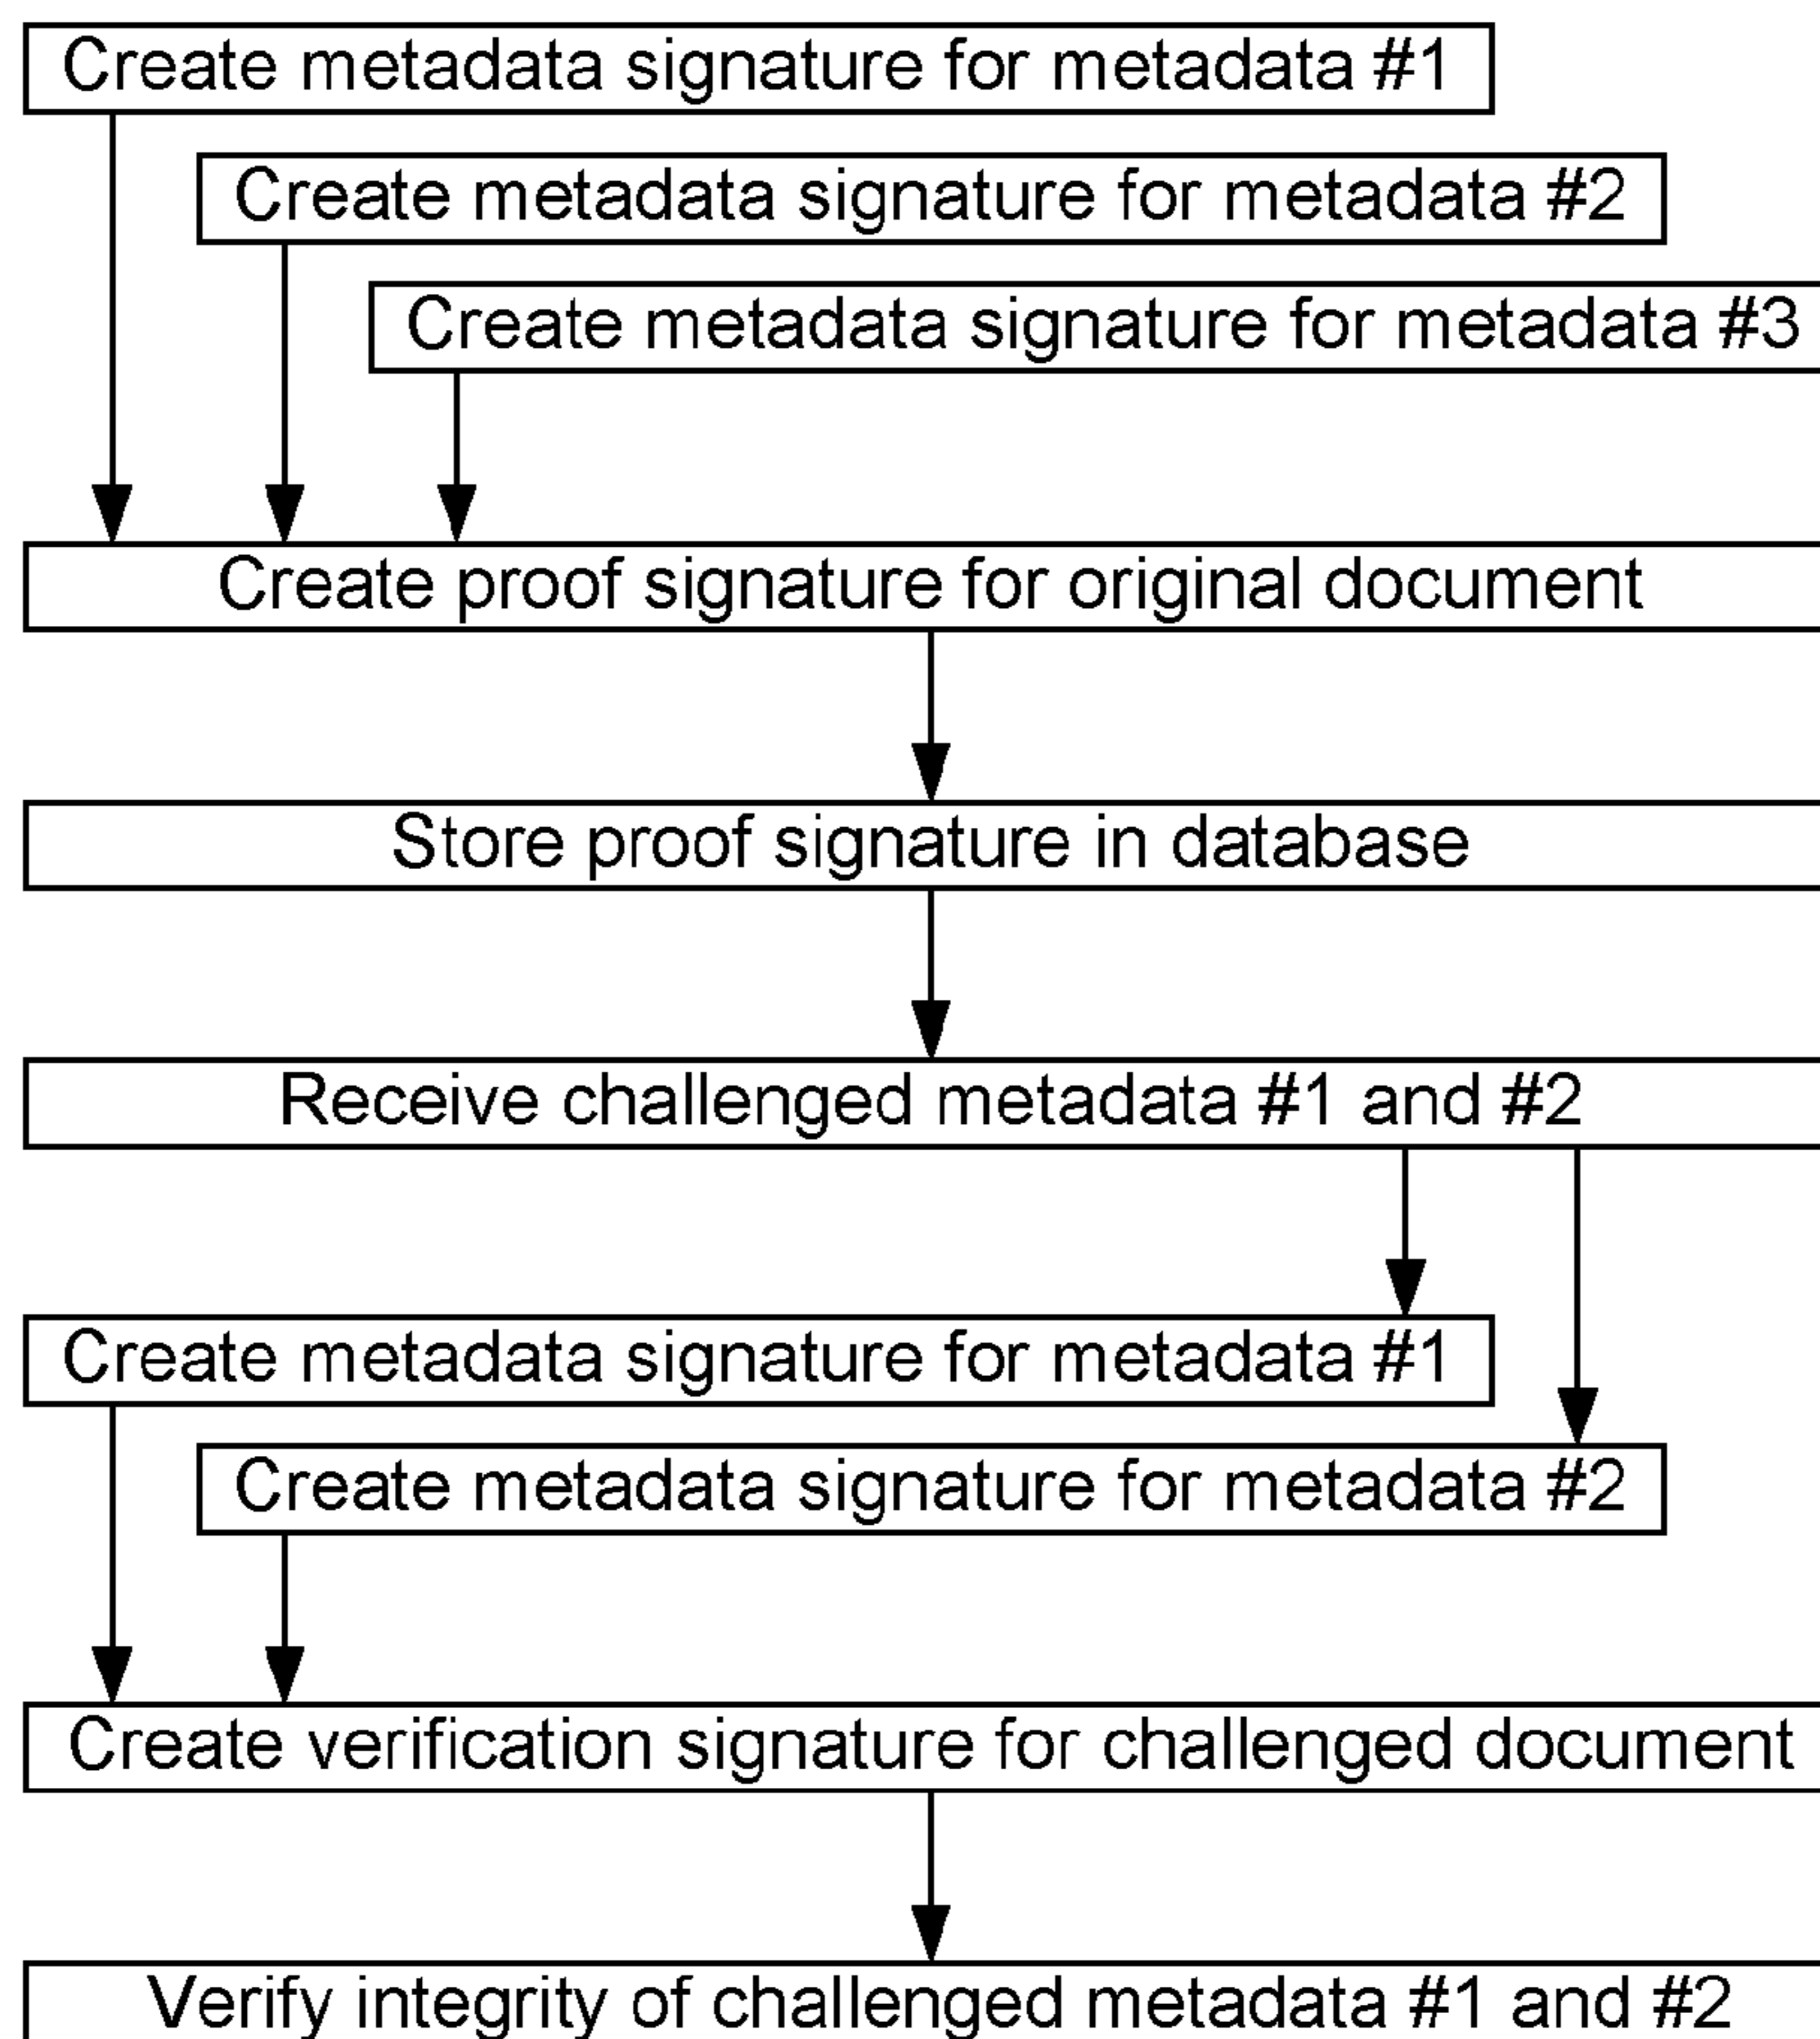 Create metadata signature for metadata #1
Create metadata signature for metadata #2
Create metadata signature for metadata #3
Create proof signature for original document
Store proof signature in database
Receive challenged metadata #1 and #2
Create metadata signature for metadata #1
Create metadata signature for metadata #2
Create verification signature for challenged document
Verify integrity of challenged metadata #1 and #2